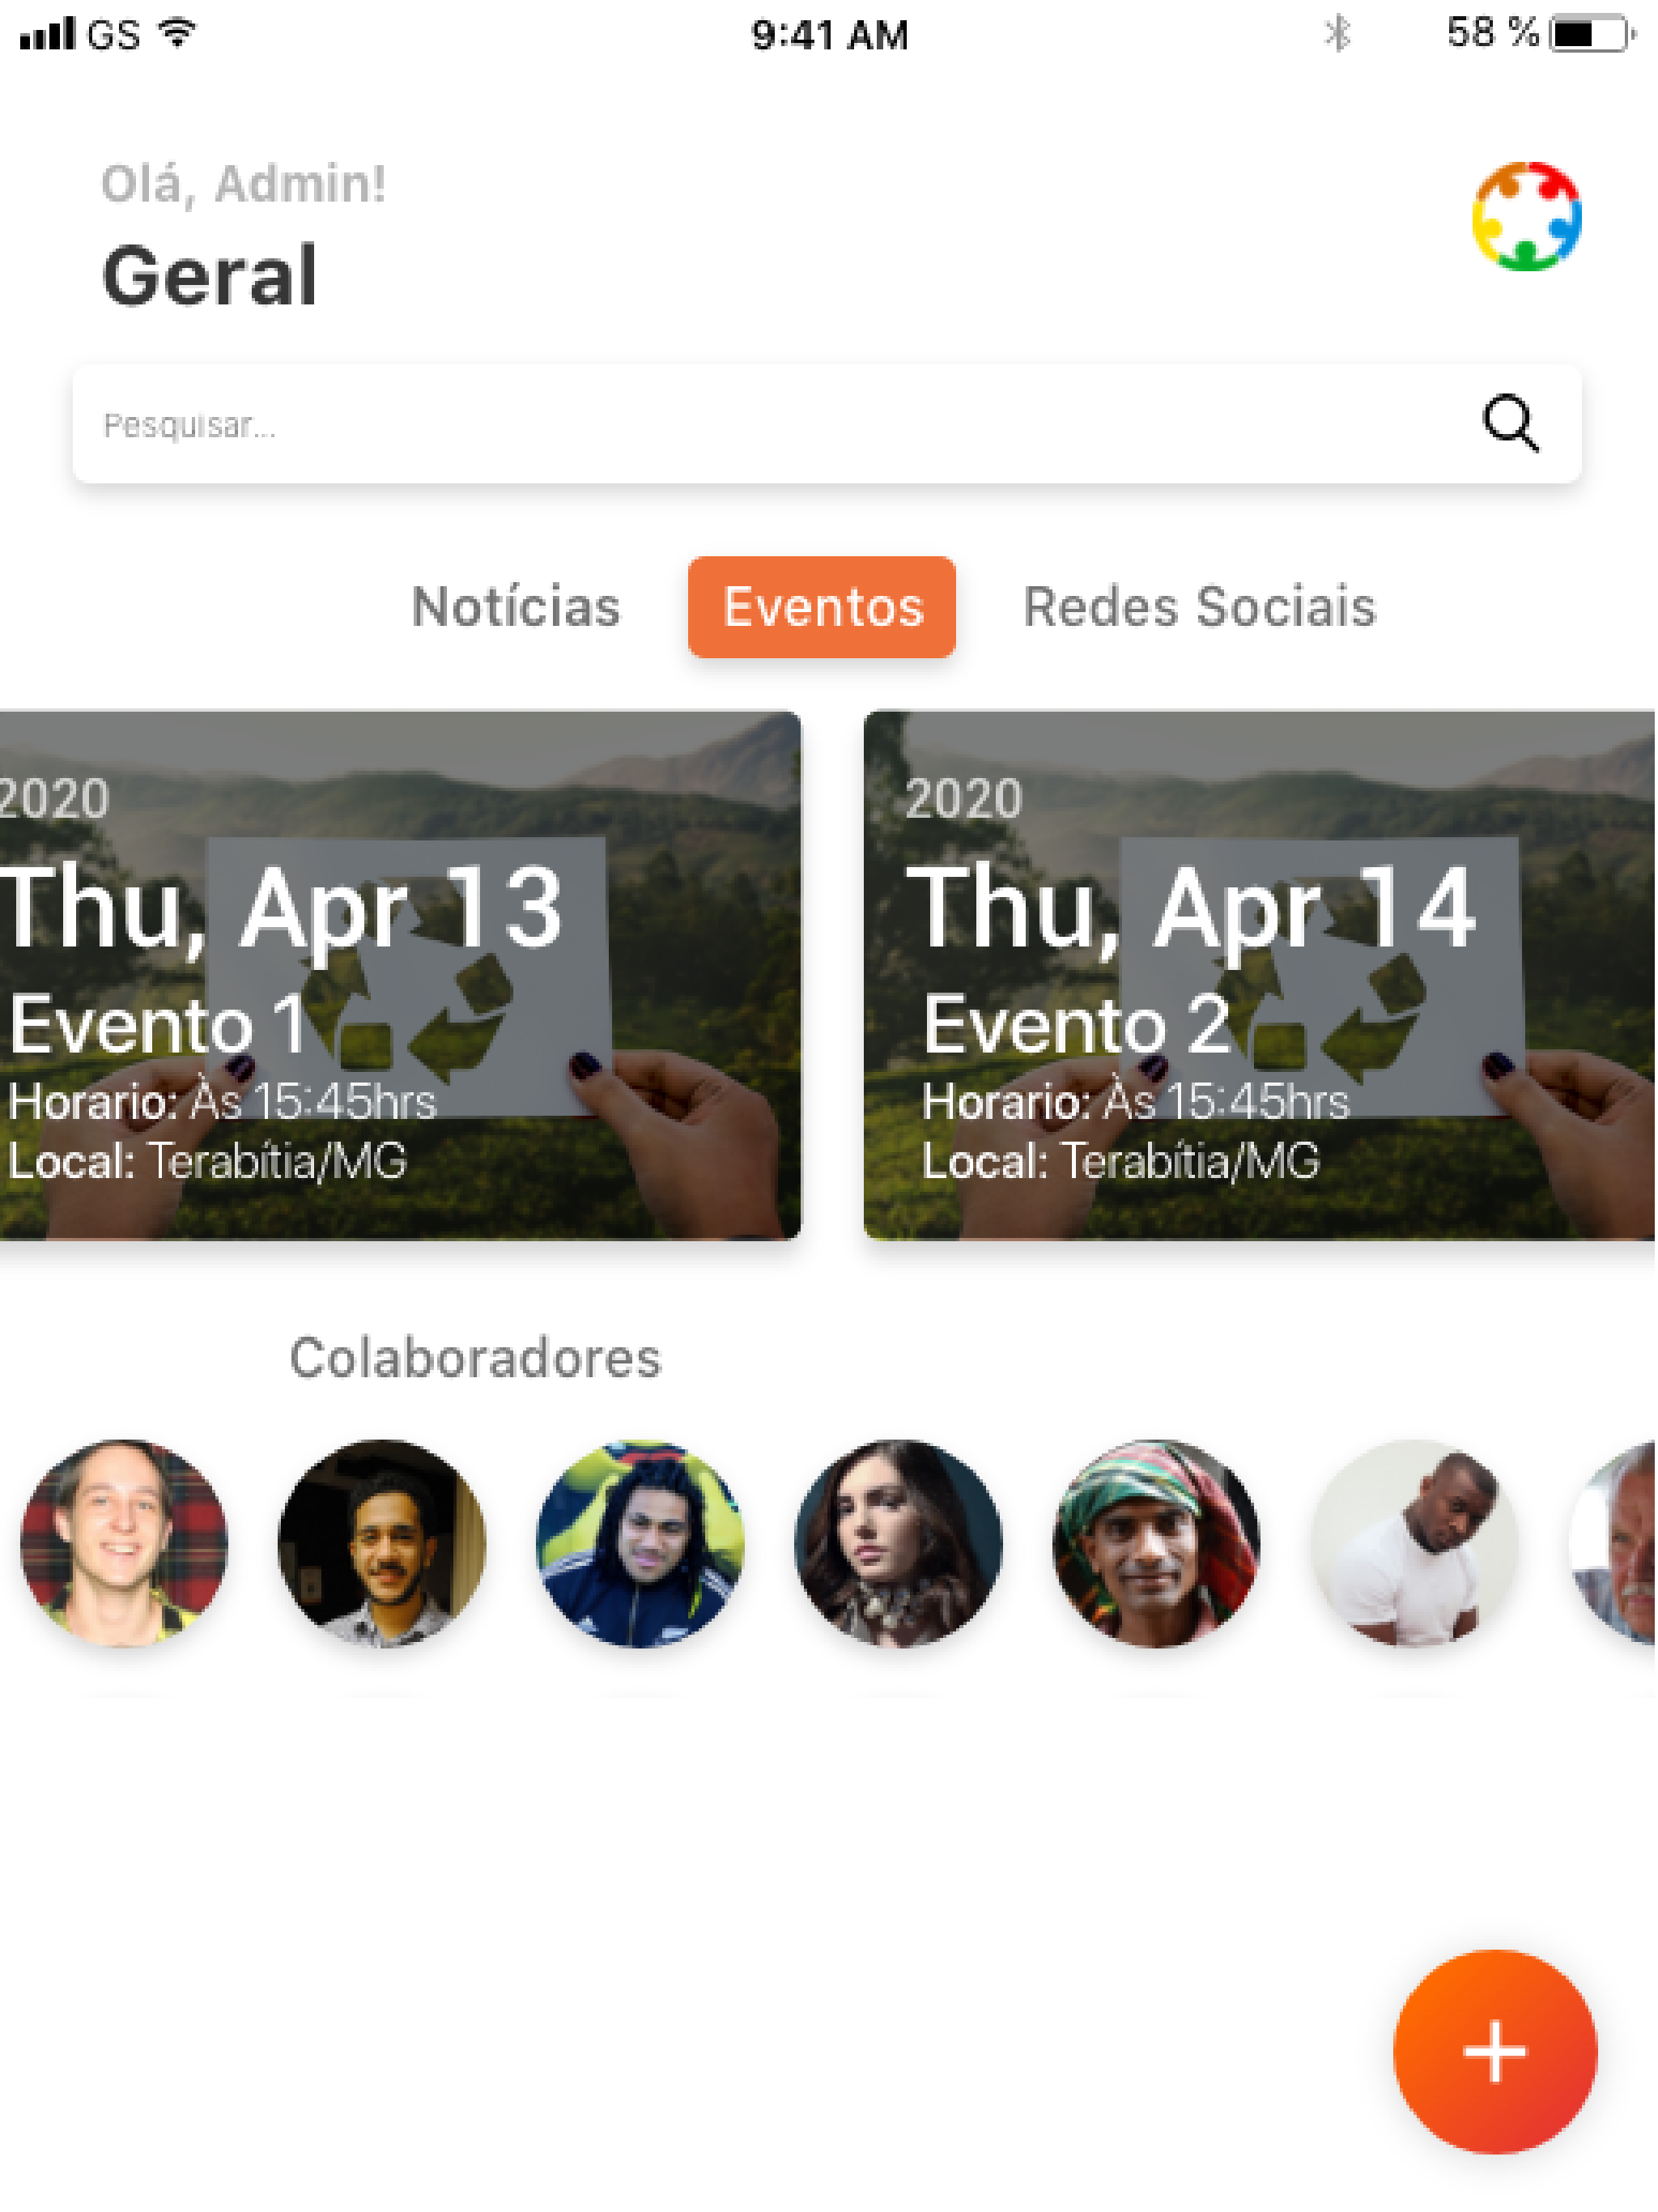 GS 9:41 AM 58 %
Olá, Admin!
Geral
Pesquisar...
Notícias Eventos Redes Sociais
2020
Thu, Apr 13
Evento 1
Horario: Às 15:45hrs
Local: Terabítia/MG
2020
Thu, Apr 14
Evento 2
Horario: Às 15:45hrs
Local: Terabítia/MG
Colaboradores
+